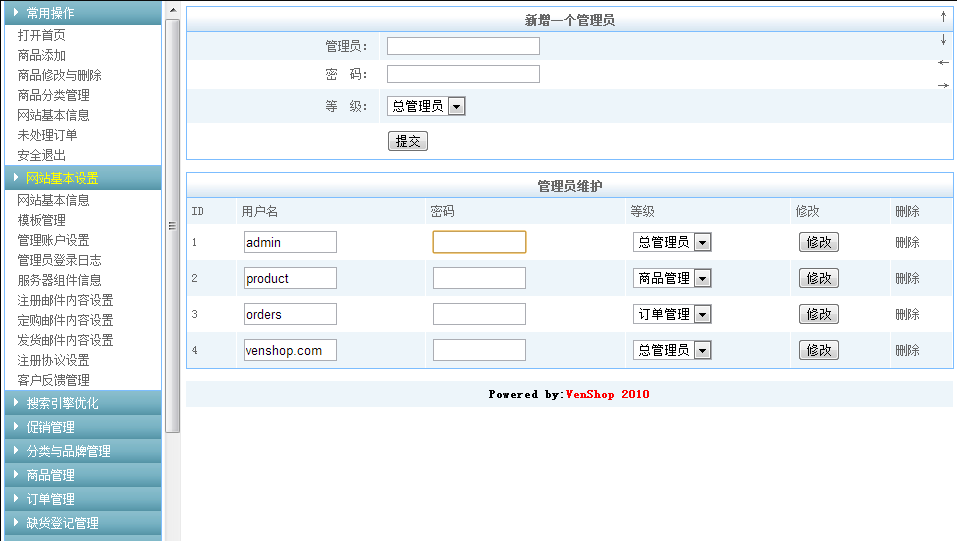 常用操作
打开首页
商品添加
商品修改与删除
商品分类管理
网站基本信息
未处理订单
安全退出
网站基本设置
网站基本信息
模板管理
管理账户设置
管理员登录日志
服务器组件信息
注册邮件内容设置
定购邮件内容设置
发货邮件内容设置
注册协议设置
客户反馈管理
搜索引擎优化
促销管理
分类与品牌管理
商品管理
订单管理
缺货登记管理
新增一个管理员
↑
↓
←
→
管理员：
密 码：
等 级： 总管理员
提交
管理员维护
ID 用户名 密码 等级 修改 删除
1 admin 总管理员 修改 删除
2 product 商品管理 修改 删除
3 orders 订单管理 修改 删除
4 venshop.com 总管理员 修改 删除
Powered by:VenShop 2010